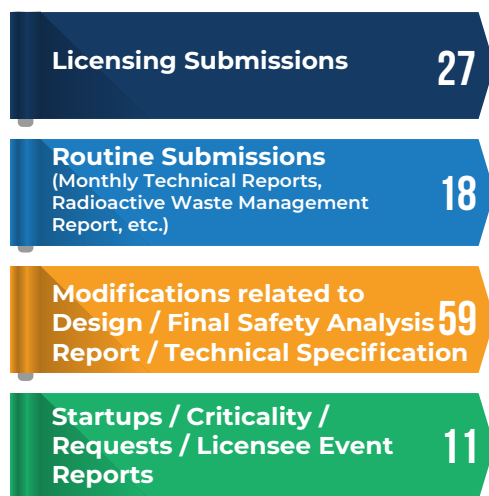 Licensing Submissions
27
Routine Submissions
(Monthly Technical Reports,
Radioactive Waste Management
Report, etc.)
18
Modifications related to
Design / Final Safety Analysis
Report / Technical Specification
59
Startups / Criticality /
Requests / Licensee Event
Reports
11